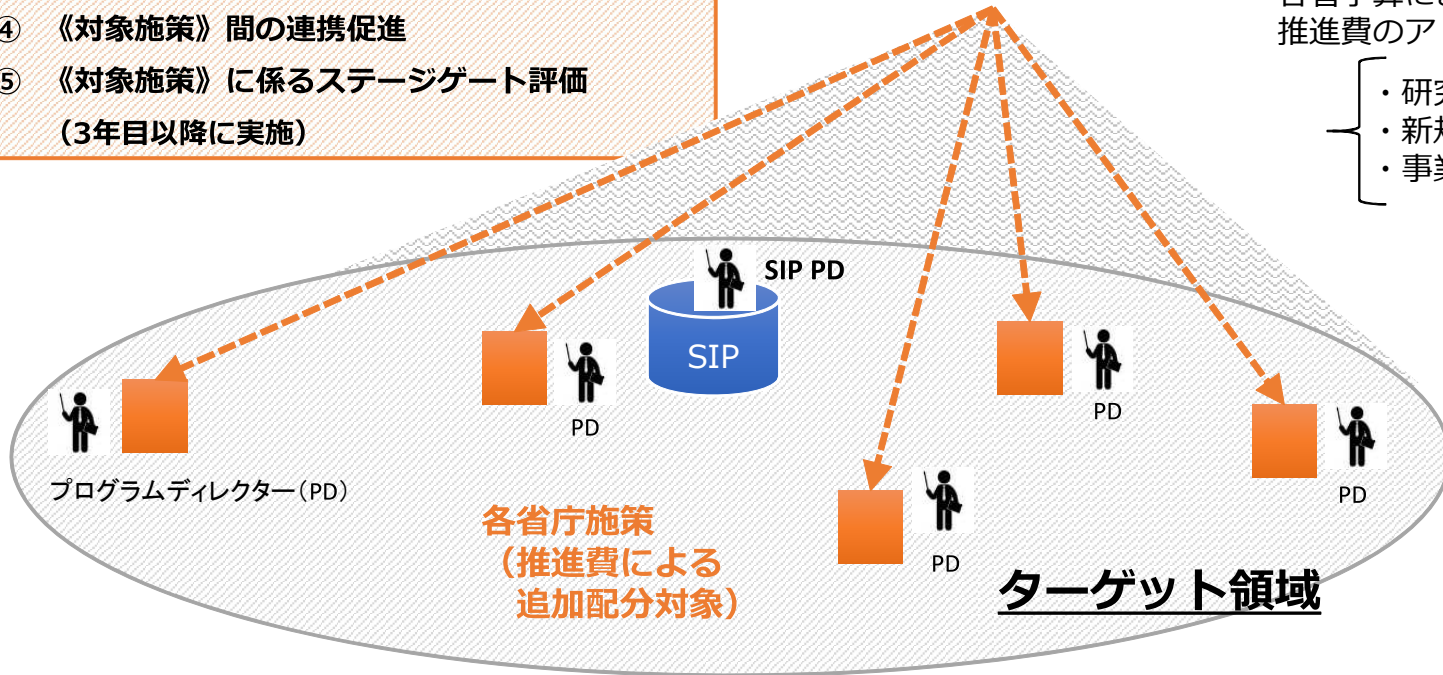 ④ 《対象施策》間の連携促進
⑤ 《対象施策》に係るステージゲート評価
（3年目以降に実施）
推進費のア
・研究
・新規
・事業
SIP PD
SIP
PD
PD
PD
PD
プログラムディレクター（PD）
各省庁施策
（推進費による
追加配分対象）
ターゲット領域